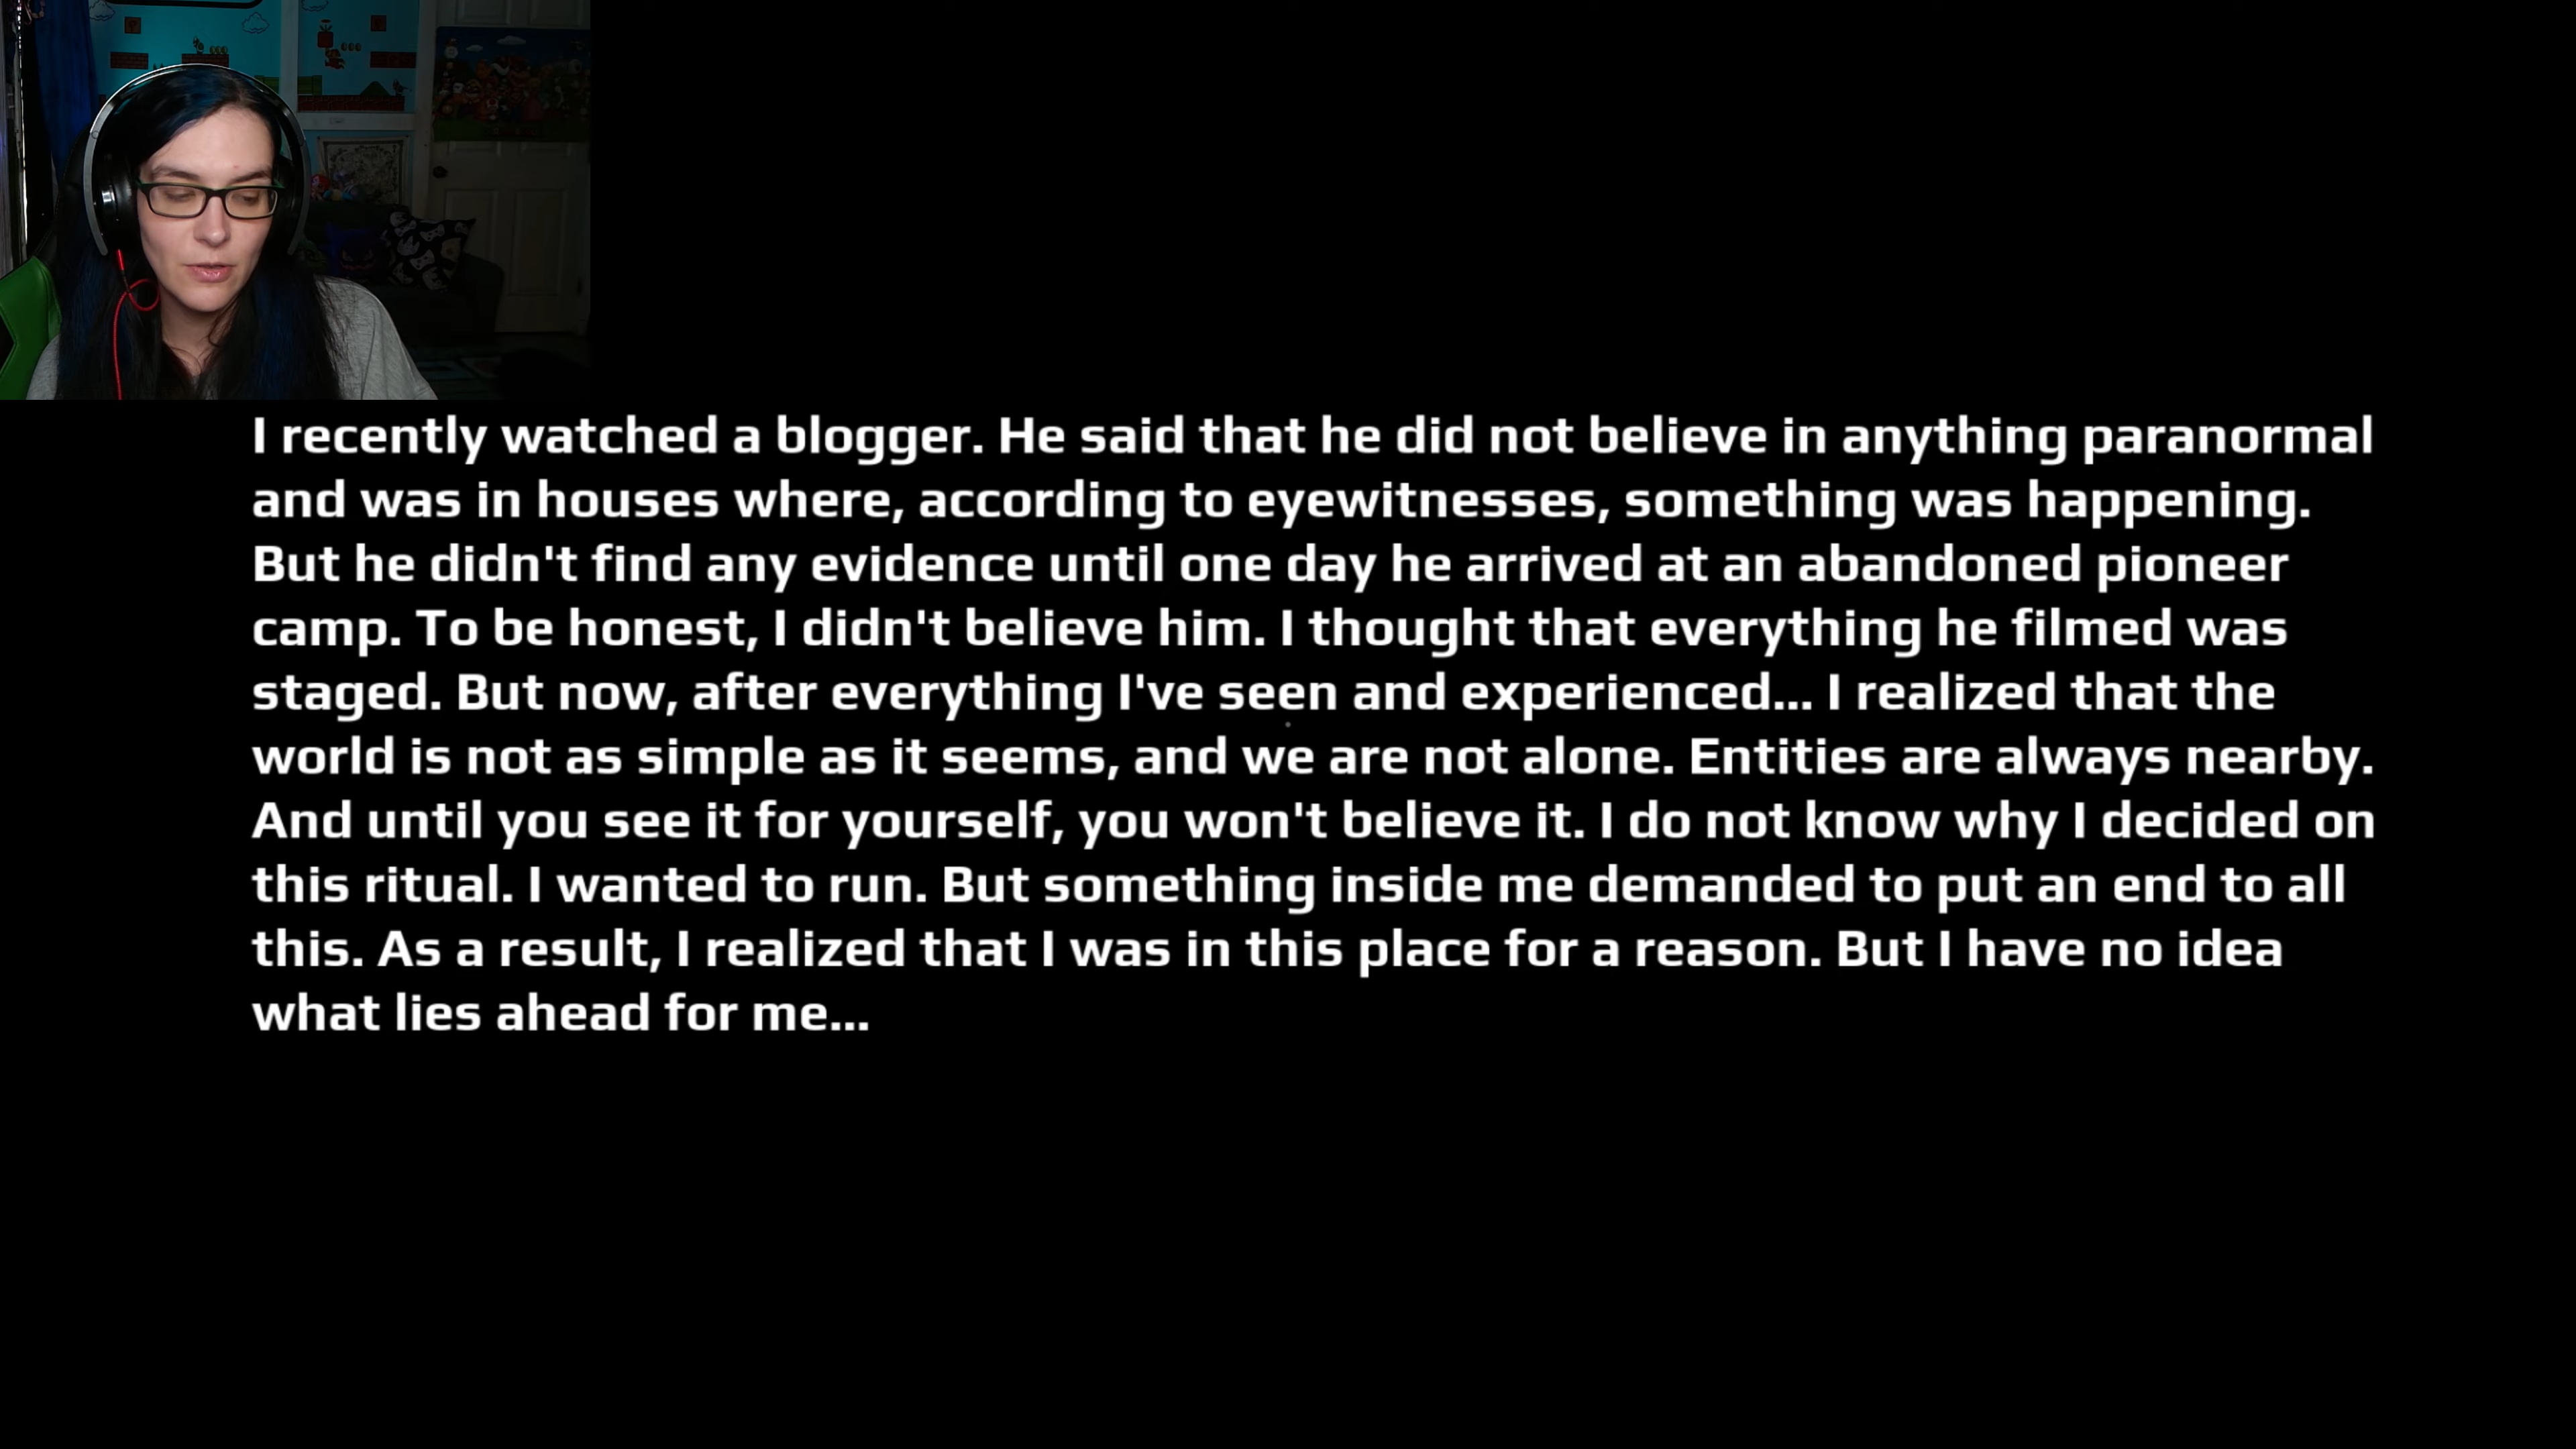 I recently watched a blogger. He said that he did not believe in anything paranormal
and was in houses where, according to eyewitnesses, something was happening.
But he didn't find any evidence until one day he arrived at an abandoned pioneer
camp. To be honest, I didn't believe him. I thought that everything he filmed was
staged. But now, after everything I've seen and experienced... I realized that the
world is not as simple as it seems, and we are not alone. Entities are always nearby.
And until you see it for yourself, you won't believe it. I do not know why I decided on
this ritual. I wanted to run. But something inside me demanded to put an end to all
this. As a result, I realized that I was in this place for a reason. But I have no idea
what lies ahead for me...